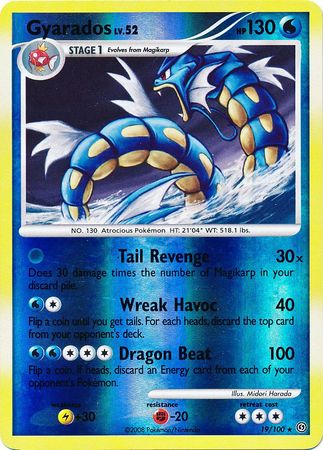 Gyarados LV.52 HP 130
STAGE 1 Evolves from Magikarp
NO. 130 Atrocious Pokémon HT: 21'04" WT: 518.1 lbs.
Tail Revenge 30x
Does 30 damage times the number of Magikarp in your
discard pile.
Wreak Havoc 40
Flip a coin until you get tails. For each heads, discard the top card
from your opponent's deck.
Dragon Beat 100
Flip a coin. If heads, discard an Energy card from each of
your opponent's Pokémon.
Illus. Midori Harada
weakness resistance retreat cost
+30 -20
©2008 Pokémon/Nintendo 19/100 ★